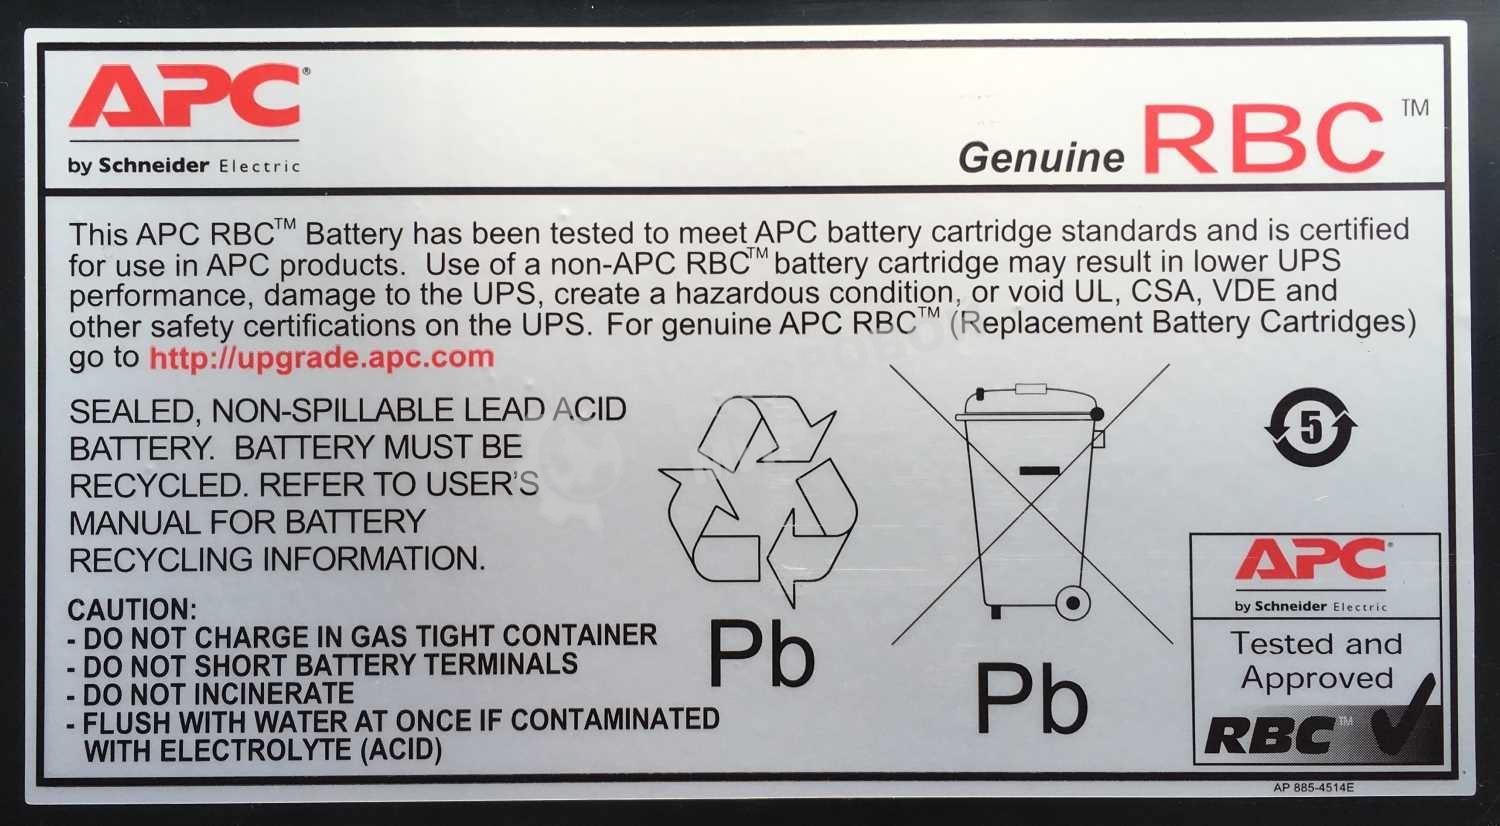 APC®
by Schneider Electric
Genuine RBC™
This APC RBC™ Battery has been tested to meet APC battery cartridge standards and is certified
for use in APC products. Use of a non-APC RBC™ battery cartridge may result in lower UPS
performance, damage to the UPS, create a hazardous condition, or void UL, CSA, VDE and
other safety certifications on the UPS. For genuine APC RBC™ (Replacement Battery Cartridges)
go to http://upgrade.apc.com
SEALED, NON-SPILLABLE LEAD ACID
BATTERY. BATTERY MUST BE
RECYCLED. REFER TO USER'S
MANUAL FOR BATTERY
RECYCLING INFORMATION.
CAUTION:
- DO NOT CHARGE IN GAS TIGHT CONTAINER
- DO NOT SHORT BATTERY TERMINALS
- DO NOT INCINERATE
- FLUSH WITH WATER AT ONCE IF CONTAMINATED
WITH ELECTROLYTE (ACID)
Pb
Pb
5
APC®
by Schneider Electric
Tested and
Approved
RBC™
AP 885-4514E